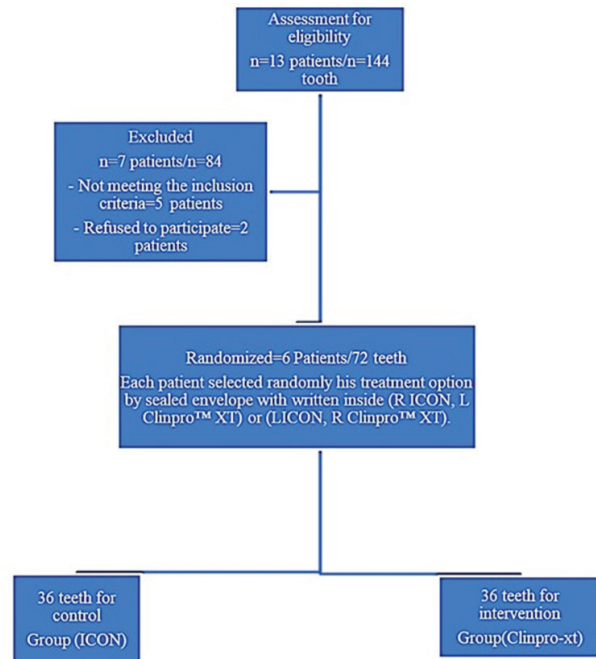 Assessment for
eligibility
n=13 patients/n=144
tooth
Excluded
n=7 patients/n=84
- Not meeting the inclusion
criteria=5 patients
- Refused to participate=2
patients
Randomized=6 Patients/72 teeth
Each patient selected randomly his treatment option
by sealed envelope with written inside (R ICON, L
Clinpro™ XT) or (LICON, R Clinpro™ XT).
36 teeth for
control
Group (ICON)
36 teeth for
intervention
Group(Clinpro-xt)